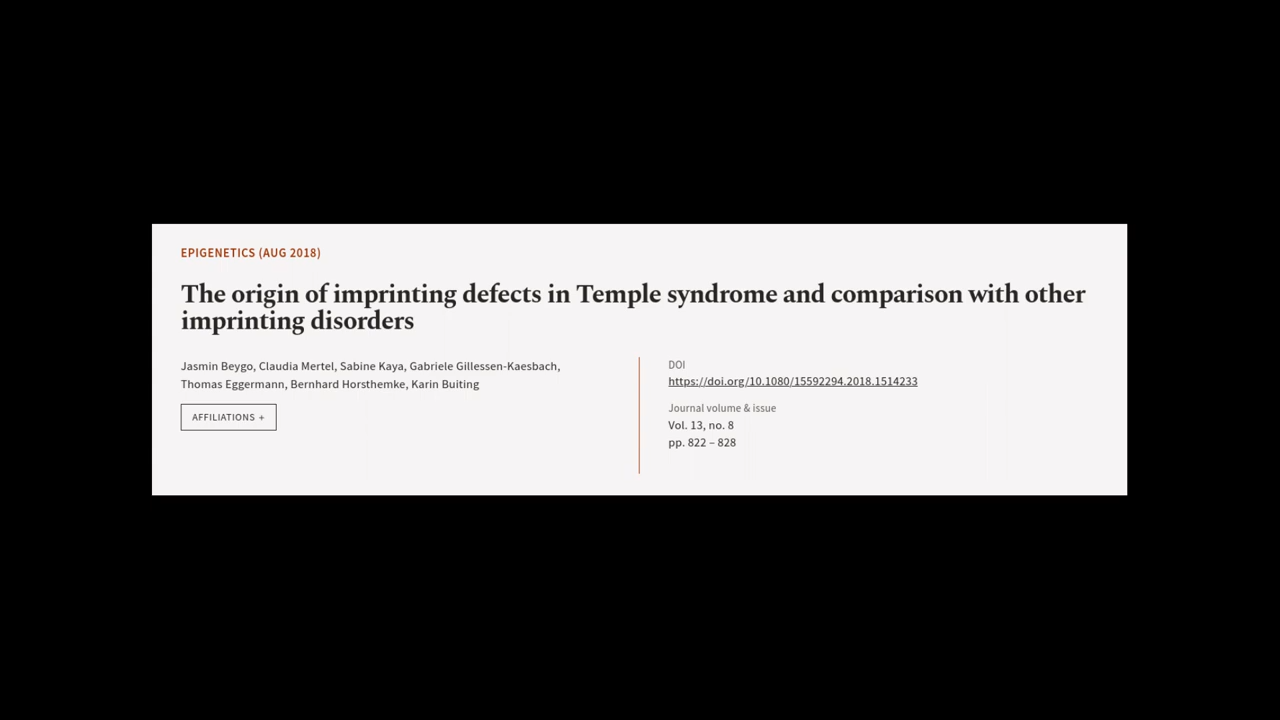 EPIGENETICS (AUG 2018)
The origin of imprinting defects in Temple syndrome and comparison with other
imprinting disorders
Jasmin Beygo, Claudia Mertel, Sabine Kaya, Gabriele Gillessen-Kaesbach,
Thomas Eggermann, Bernhard Horsthemke, Karin Buiting
AFFILIATIONS +
DOI
https://doi.org/10.1080/15592294.2018.1514233
Journal volume & issue
Vol. 13, no. 8
pp. 822 – 828